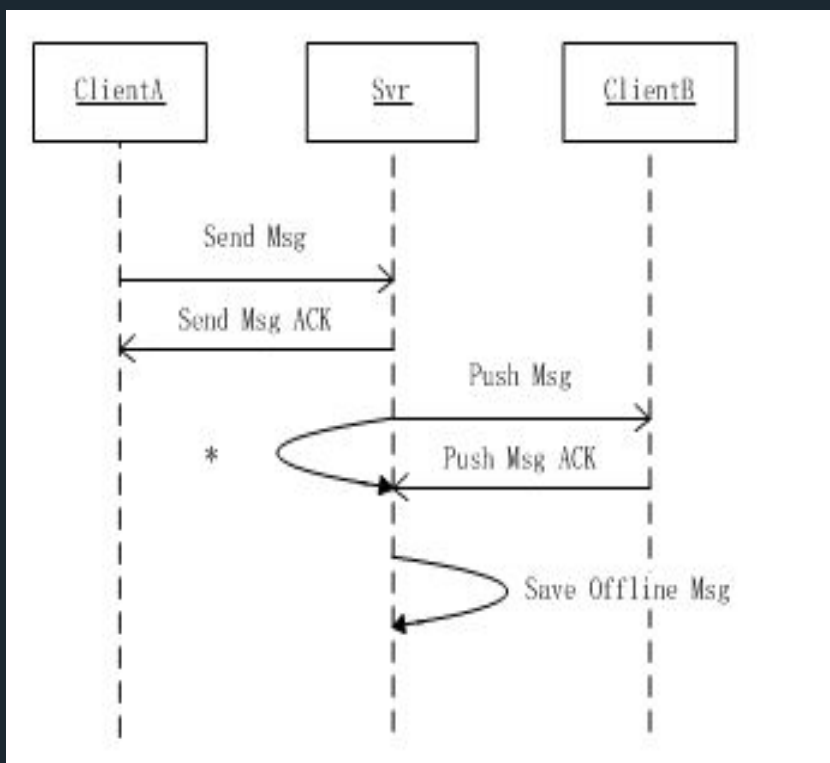 ClientA
Svr
ClientB
Send Msg
Send Msg ACK
Push Msg
*
Push Msg ACK
Save Offline Msg